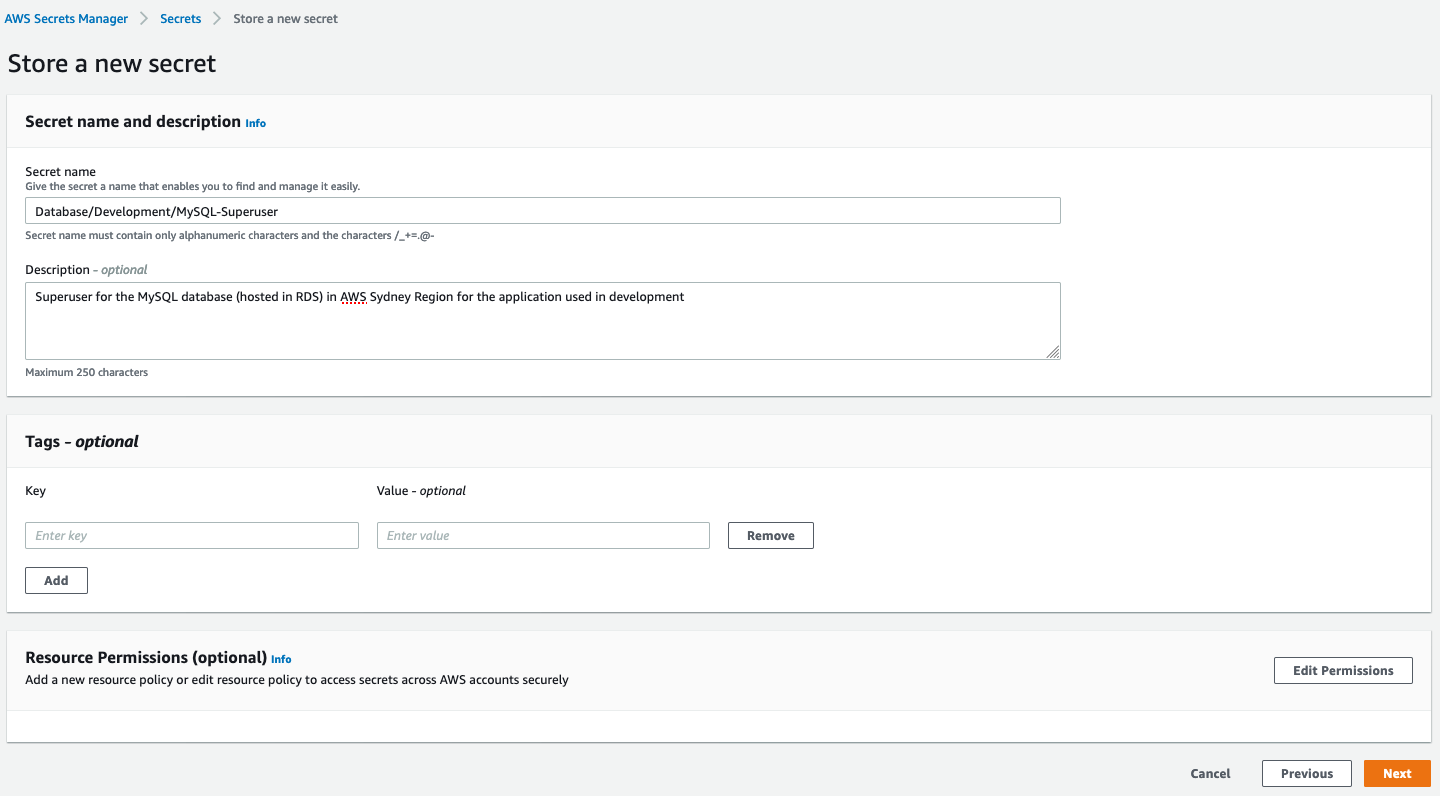 AWS Secrets Manager > Secrets > Store a new secret
Store a new secret
Secret name and description Info
Secret name
Give the secret a name that enables you to find and manage it easily.
Database/Development/MySQL-Superuser
Secret name must contain only alphanumeric characters and the characters /_+=.@-
Description - optional
Superuser for the MySQL database (hosted in RDS) in AWS Sydney Region for the application used in development
Maximum 250 characters
Tags - optional
Key Value - optional
Enter key Enter value Remove
Add
Resource Permissions (optional) Info
Add a new resource policy or edit resource policy to access secrets across AWS accounts securely
Edit Permissions
Cancel Previous Next